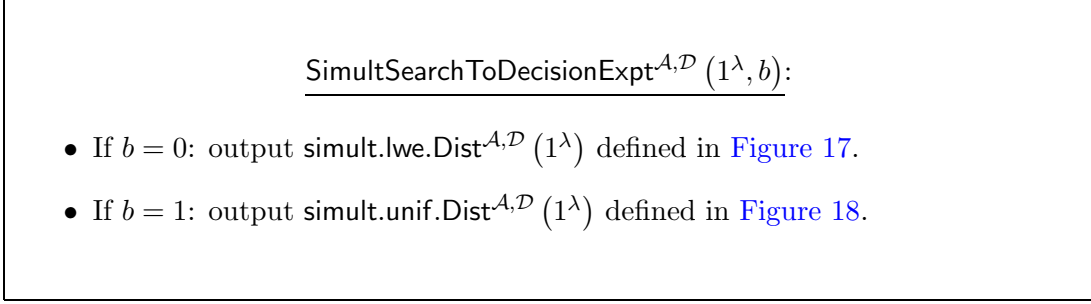 SimultSearchToDecisionExpt^{𝒜,𝒟} (1^λ, b):
• If b = 0: output simult.lwe.Dist^{𝒜,𝒟} (1^λ) defined in Figure 17.
• If b = 1: output simult.unif.Dist^{𝒜,𝒟} (1^λ) defined in Figure 18.